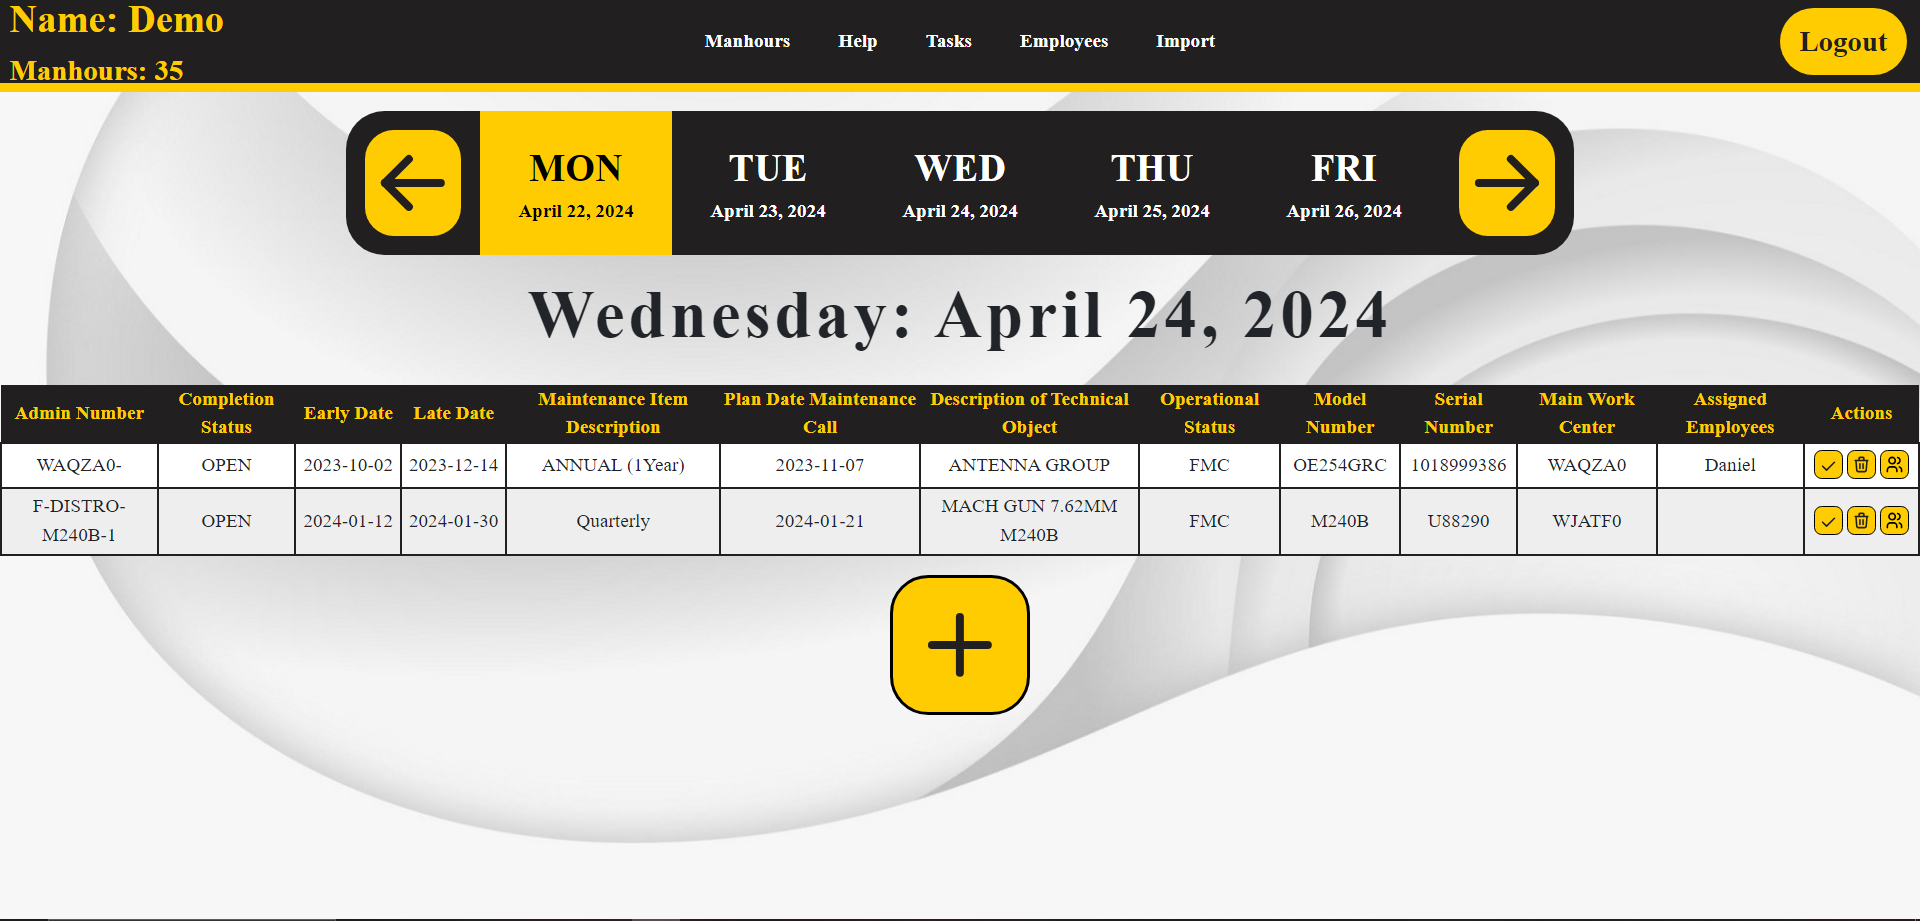 Name: Demo
Manhours: 35
Manhours Help Tasks Employees Import
Logout
MON TUE WED THU FRI
April 22, 2024 April 23, 2024 April 24, 2024 April 25, 2024 April 26, 2024
Wednesday: April 24, 2024
Admin Number Completion Status Early Date Late Date Maintenance Item Description Plan Date Maintenance Call Description of Technical Object Operational Status Model Number Serial Number Main Work Center Assigned Employees Actions
WAQZA0- OPEN 2023-10-02 2023-12-14 ANNUAL (1Year) 2023-11-07 ANTENNA GROUP FMC OE254GRC 1018999386 WAQZA0 Daniel
F-DISTRO-M240B-1 OPEN 2024-01-12 2024-01-30 Quarterly 2024-01-21 MACH GUN 7.62MM M240B FMC M240B U88290 WJATF0